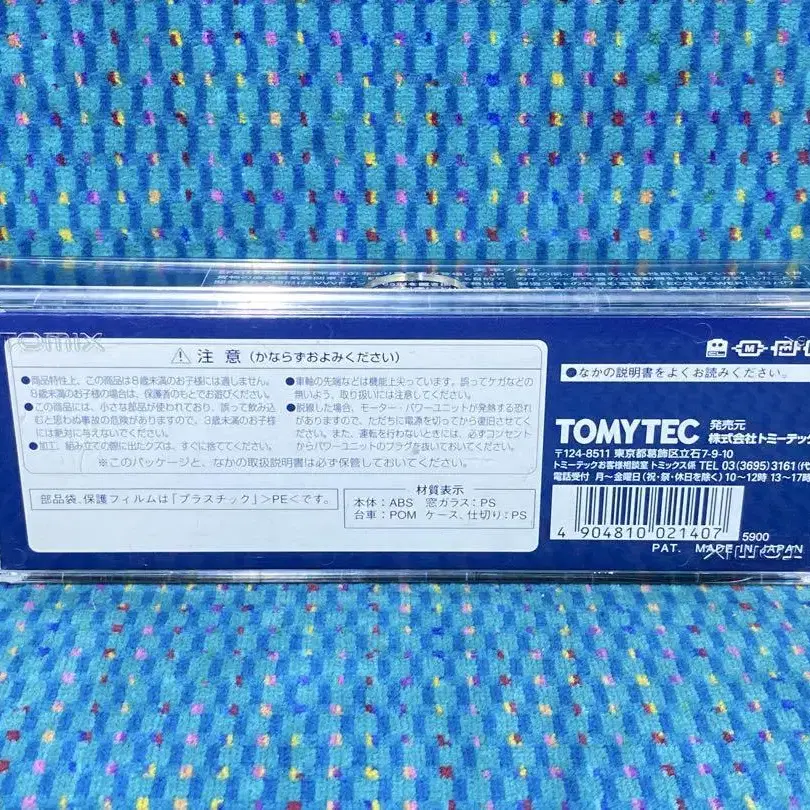 TOMIX
⚠ 注 意 (かならずおよみください)
●商品特性上、この商品は8歳未満のお子様には適しません。
8歳未満のお子様の場合は、保護者のもとでお遊びください。
●この商品には、小さな部品が使われており、誤って飲み込
むと思わぬ事故の危険がありますので、3歳未満のお子様
には絶対に与えないでください。
●加工、組み立ての際に出たクズは、すぐに捨ててください。
●車軸の先端などは機能上尖っています。誤ってケガなどの
無いよう、取り扱いには注意してください。
●脱線した場合、モーター・パワーユニットが発熱する恐れ
がありますので、ただちに電源を切ってから復旧させてく
ださい。また、運転を行わないときには、必ずコンセント
からパワーユニットのプラグを抜いておいてください。
※このパッケージと、なかの取扱説明書は必ず保管しておいてください。
部品袋、保護フィルムは「プラスチック」>PE<です。
材質表示
本体:ABS 窓ガラス:PS
台車:POM ケース、仕切り:PS
●なかの説明書をよくお読みください。
TOMYTEC 発売元
株式会社トミーテック
〒124-8511 東京都葛飾区立石7-9-10
トミーテックお客様相談室 トミックス係 TEL 03(3695)3161(代
電話受付 月〜金曜日(祝・祭・休日を除く)10〜12時 13〜17時
4 904810 021407
5900
PAT. MADE IN JAPAN
TOMIX